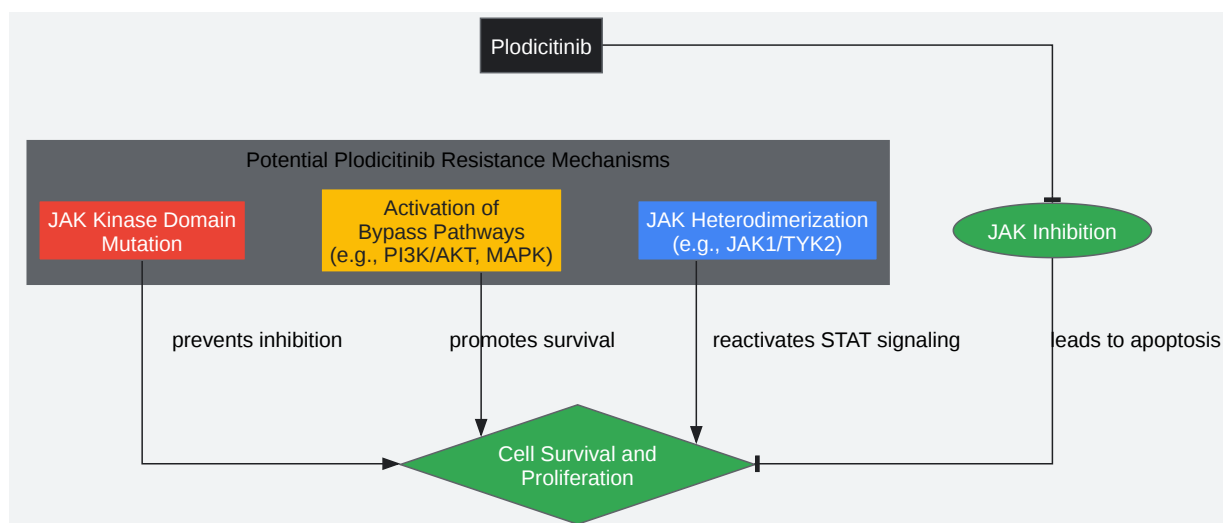 Plodicitinib
Potential Plodicitinib Resistance Mechanisms
JAK Kinase Domain
Mutation
Activation of
Bypass Pathways
(e.g., PI3K/AKT, MAPK)
JAK Heterodimerization
(e.g., JAK1/TYK2)
JAK Inhibition
prevents inhibition
promotes survival
reactivates STAT signaling
leads to apoptosis
Cell Survival and
Proliferation